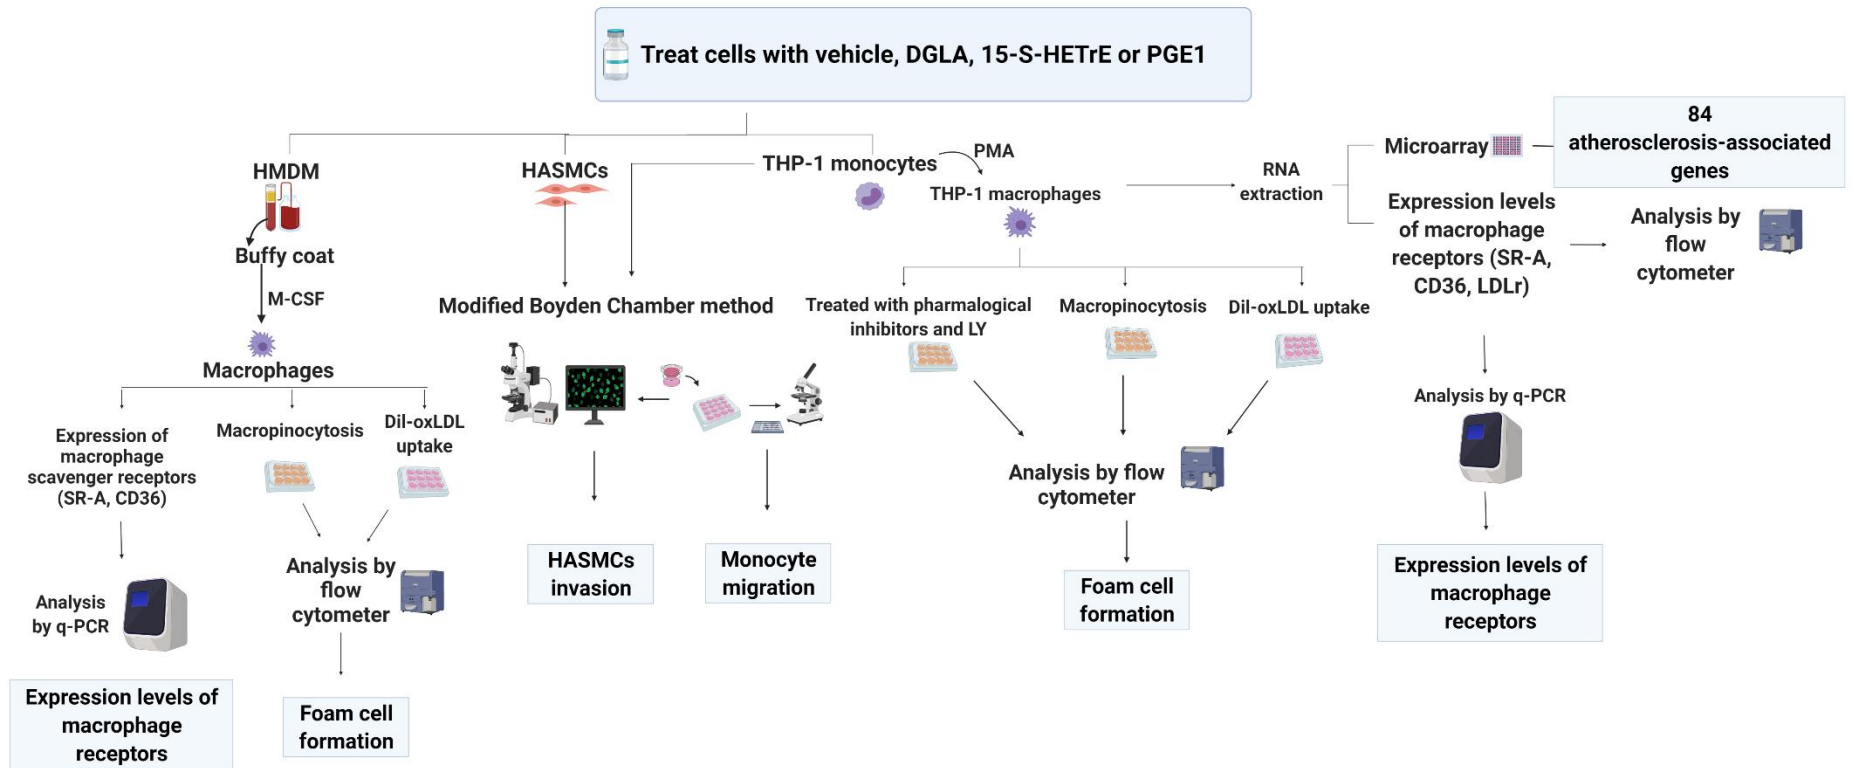 Treat cells with vehicle, DGLA, 15-S-HETrE or PGE1
HMDM
Buffy coat
M-CSF
Macrophages
Expression of
macrophage
scavenger receptors
(SR-A, CD36)
Analysis
by q-PCR
Expression levels of
macrophage
receptors
Macropinocytosis
Dil-oxLDL
uptake
Analysis by
flow
cytometer
Foam cell
formation
HASMCs
Modified Boyden Chamber method
HASMCs
invasion
Monocyte
migration
THP-1 monocytes
PMA
THP-1 macrophages
Treated with pharmalogical
inhibitors and LY
Macropinocytosis
Dil-oxLDL uptake
Analysis by flow
cytometer
Foam cell
formation
RNA
extraction
Microarray
84
atherosclerosis-associated
genes
Expression levels
of macrophage
receptors (SR-A,
CD36, LDLr)
Analysis by
flow
cytometer
Analysis by q-PCR
Expression levels of
macrophage
receptors